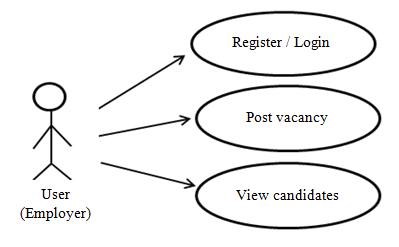 Register / Login
Post vacancy
View candidates
User
(Employer)